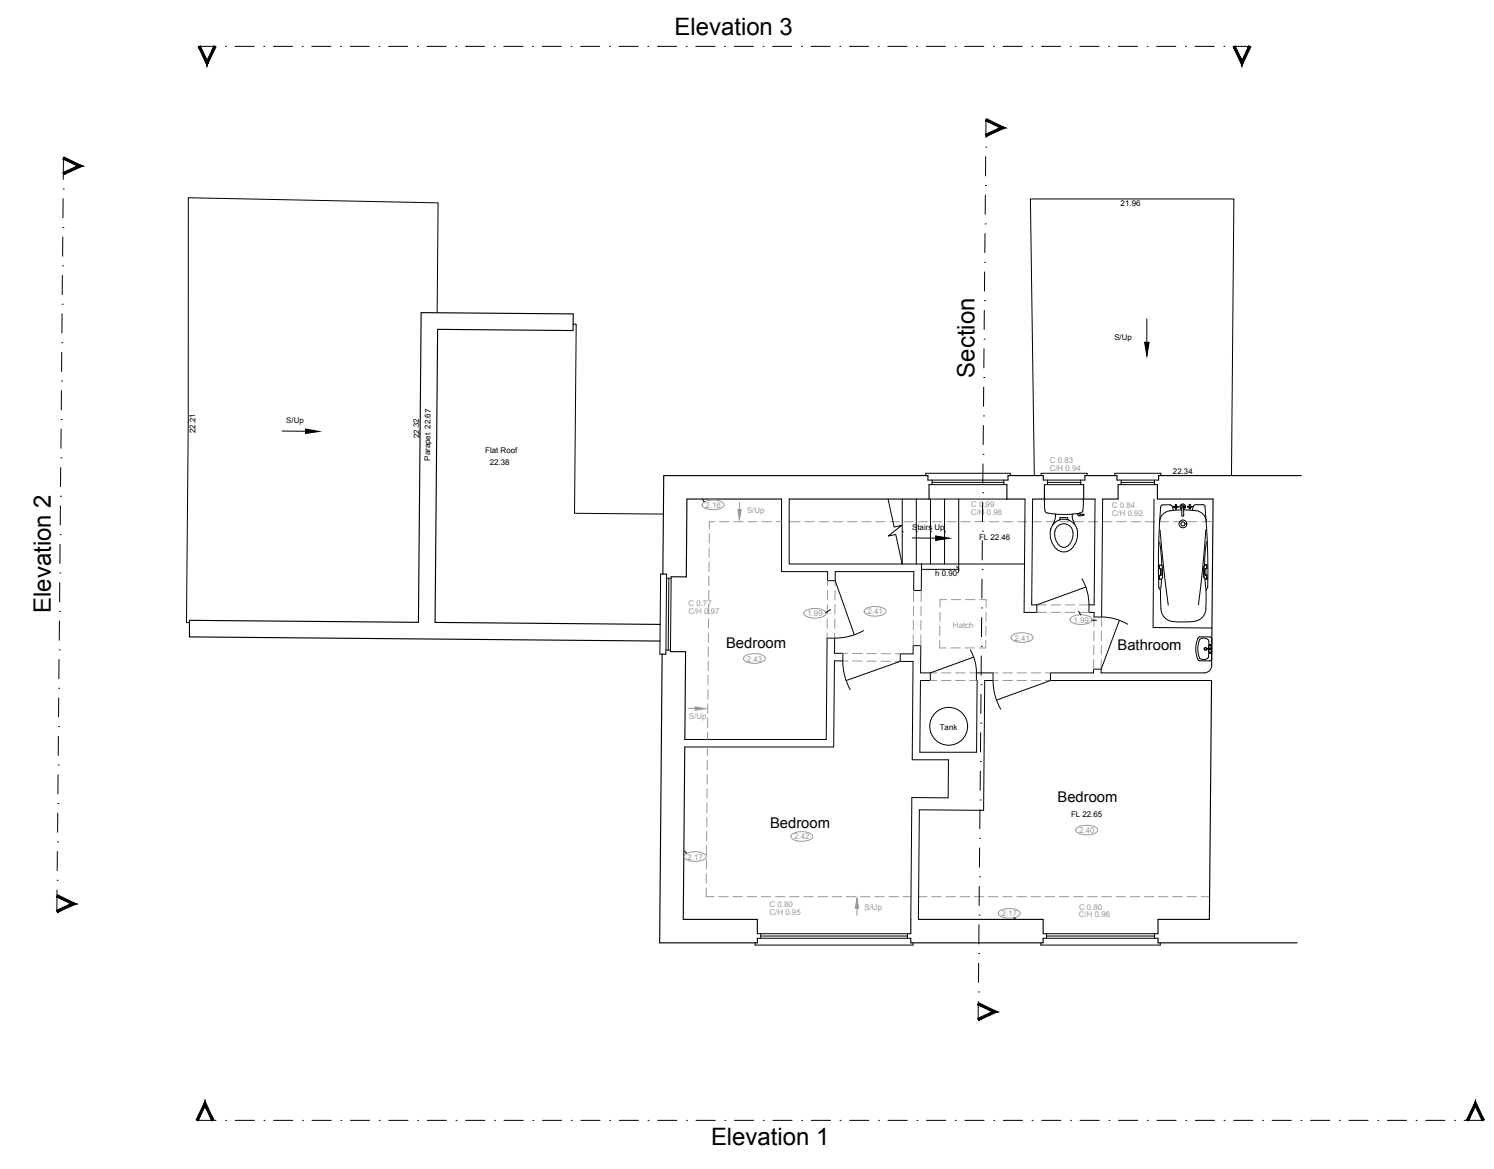 Elevation 3
Section
21.96
S/Up
22.21
S/Up
22.32
Parapet 22.67
Flat Roof
22.38
Elevation 2
C 0.83
C/H 0.94
22.34
2.16
S/Up
C 0.99
C/H 0.96
C 0.84
C/H 0.92
Stairs Up
FL 22.46
h 0.90
C 0.77
C/H 0.97
1.99
2.41
Hatch
2.41
1.99
Bedroom
2.43
Bathroom
S/Up
Tank
Bedroom
FL 22.65
2.40
Bedroom
2.42
2.17
C 0.80
C/H 0.95
S/Up
2.17
C 0.80
C/H 0.96
Elevation 1